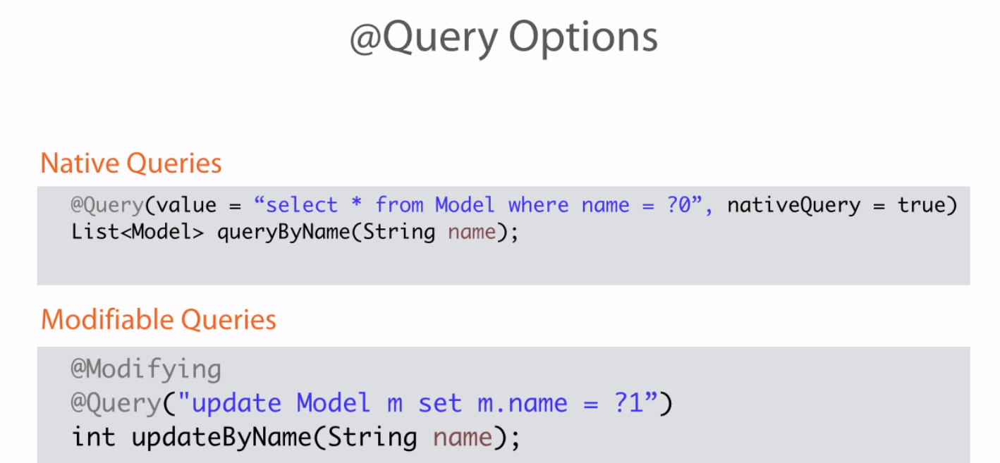 @Query Options
Native Queries
@Query(value = “select * from Model where name = ?0”, nativeQuery = true)
List<Model> queryByName(String name);
Modifiable Queries
@Modifying
@Query("update Model m set m.name = ?1”)
int updateByName(String name);